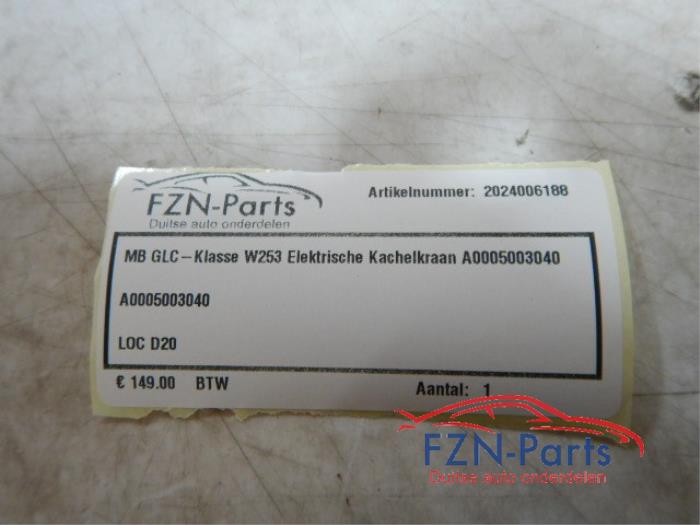 FZN-Parts
Duitse auto onderdelen
Artikelnummer: 2024006188
MB GLC-Klasse W253 Elektrische Kachelkraan A0005003040
A0005003040
LOC D20
€ 149.00 BTW
Aantal: 1
FZN-Parts
Duitse auto onderdelen